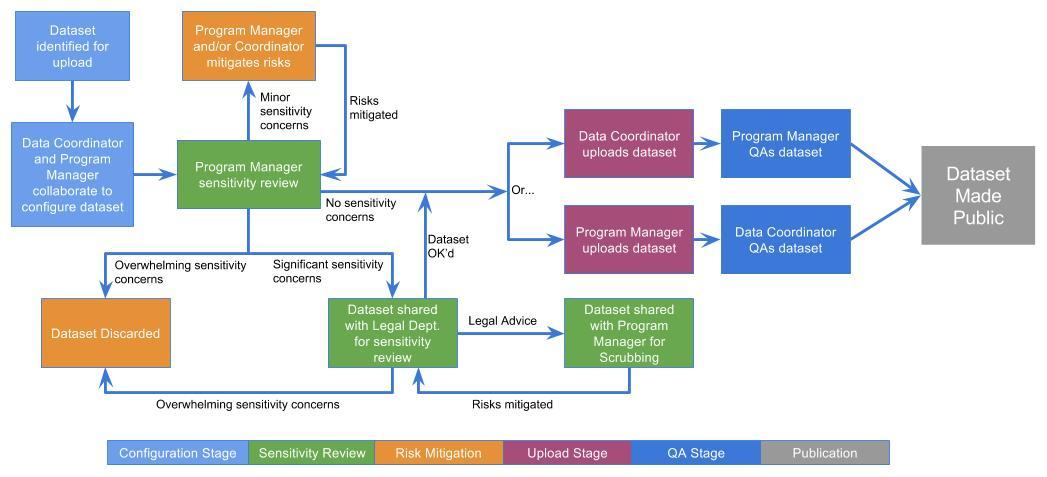 Dataset
identified for
upload
Program Manager
and/or Coordinator
mitigates risks
Minor
sensitivity
concerns
Risks
mitigated
Data Coordinator
and Program
Manager
collaborate to
configure dataset
Program Manager
sensitivity review
No sensitivity
concerns
Or...
Data Coordinator
uploads dataset
Program Manager
QAs dataset
Program Manager
uploads dataset
Data Coordinator
QAs dataset
Dataset
Made
Public
Overwhelming sensitivity
concerns
Significant sensitivity
concerns
Dataset
OK'd
Dataset Discarded
Dataset shared
with Legal Dept.
for sensitivity
review
Legal Advice
Dataset shared
with Program
Manager for
Scrubbing
Overwhelming sensitivity concerns
Risks mitigated
Configuration Stage
Sensitivity Review
Risk Mitigation
Upload Stage
QA Stage
Publication